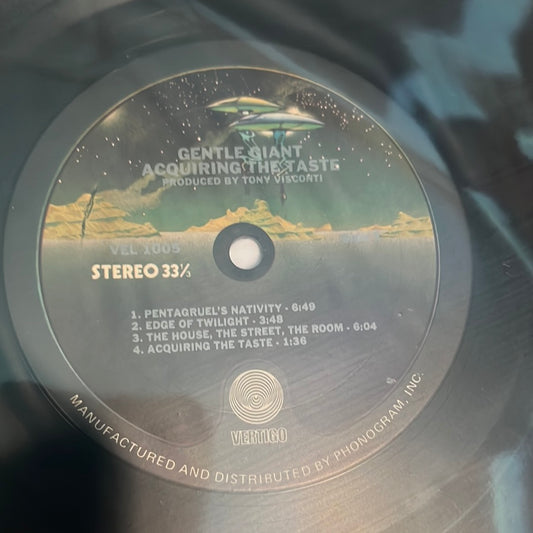 GENTLE GIANT
ACQUIRING THE TASTE
PRODUCED BY TONY VISCONTI
VEL 1005
STEREO 33⅓
1. PENTAGRUEL'S NATIVITY - 6:49
2. EDGE OF TWILIGHT - 3:48
3. THE HOUSE, THE STREET, THE ROOM - 6:04
4. ACQUIRING THE TASTE - 1:36
VERTIGO
MANUFACTURED AND DISTRIBUTED BY PHONOGRAM, INC.